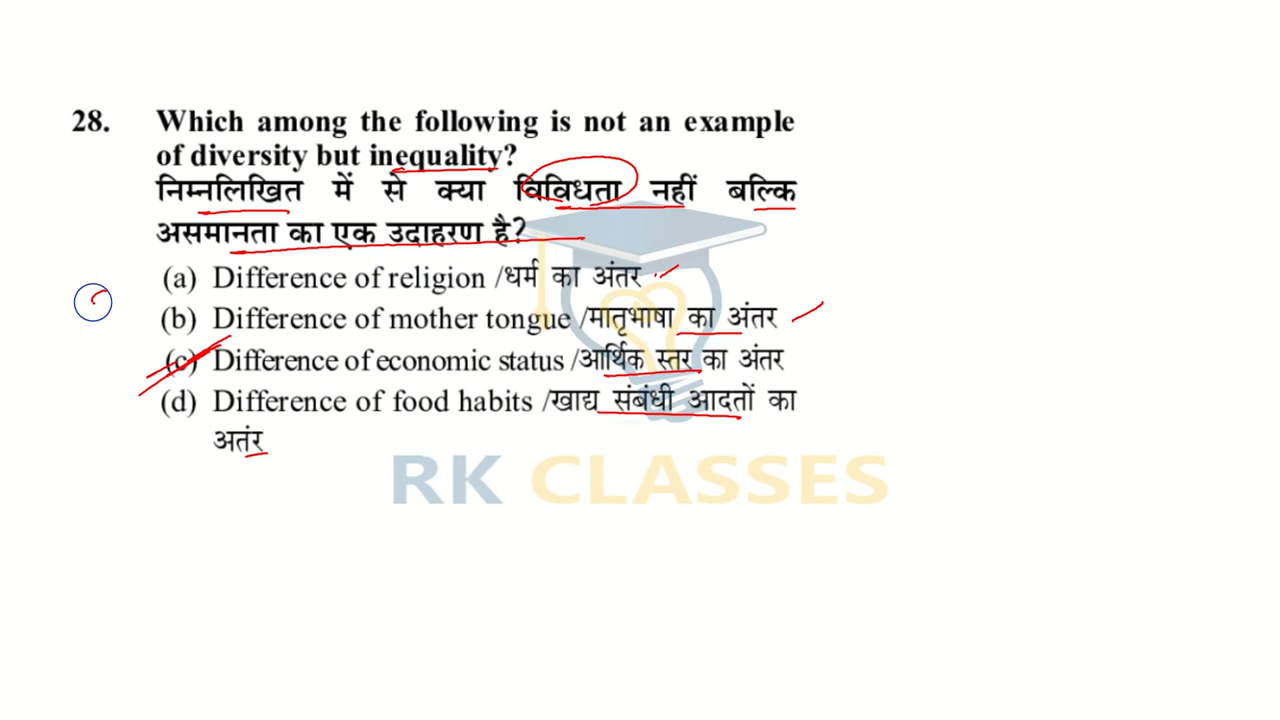 28. Which among the following is not an example
of diversity but inequality?
निम्नलिखित में से क्या विविधता नहीं बल्कि
असमानता का एक उदाहरण है?
(a) Difference of religion /धर्म का अंतर
(b) Difference of mother tongue /मातृभाषा का अंतर
(c) Difference of economic status /आर्थिक स्तर का अंतर
(d) Difference of food habits /खाद्य संबंधी आदतों का
अतंर
RK CLASSES